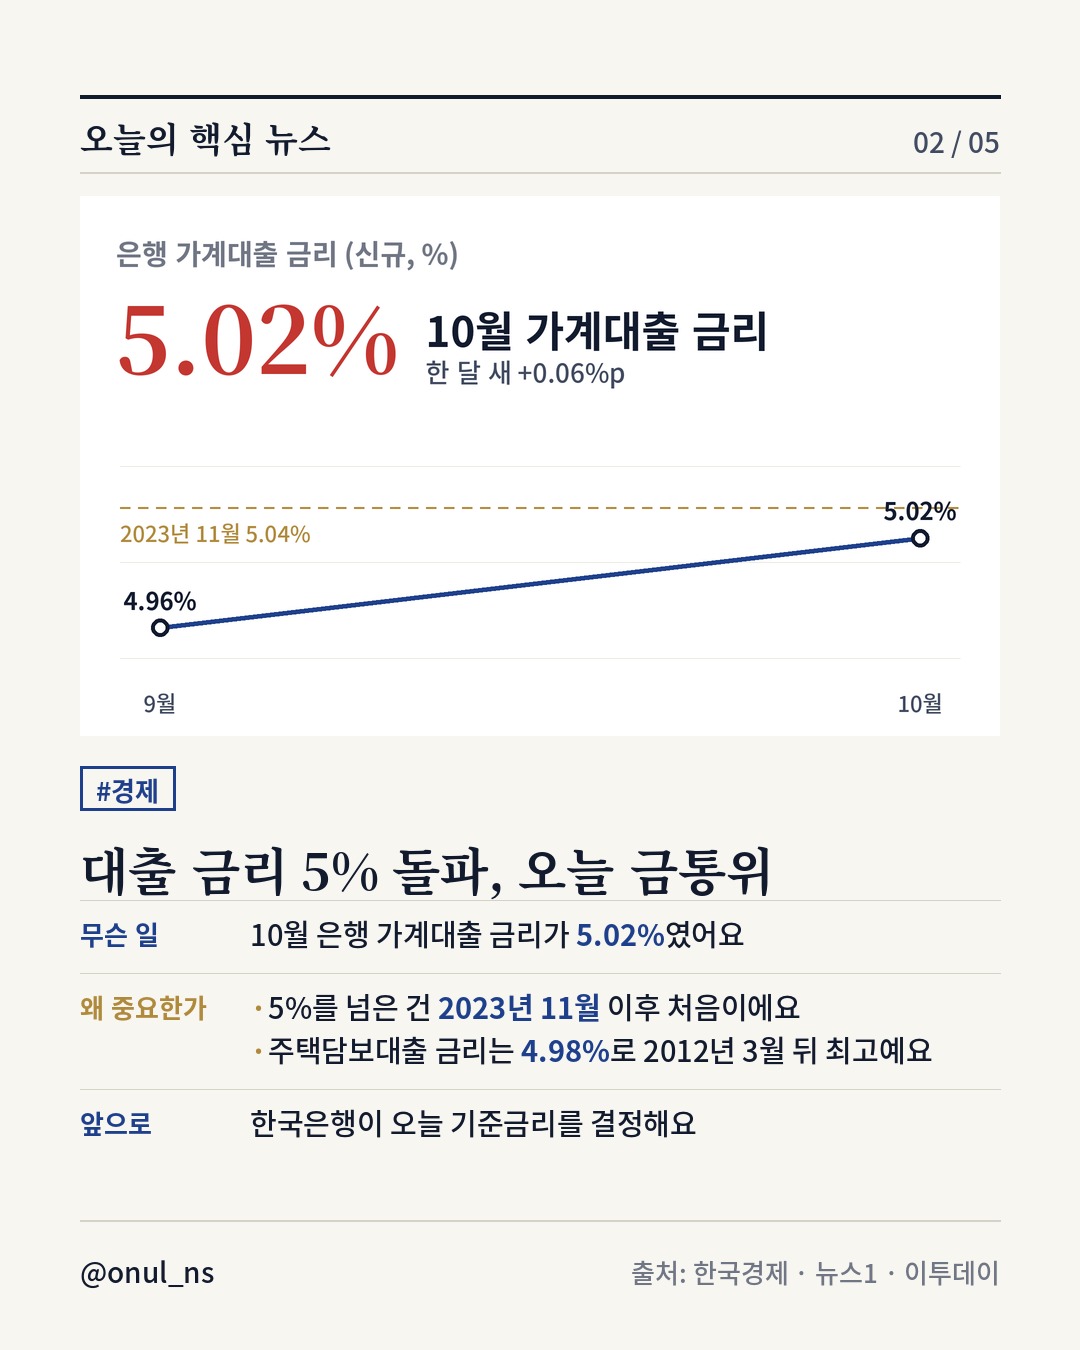 오늘의 핵심 뉴스
02 / 05
은행 가계대출 금리 (신규, %)
5.02%
10월 가계대출 금리
한 달 새 +0.06%p
5.02%
2023년 11월 5.04%
4.96%
9월
10월
#경제
대출 금리 5% 돌파, 오늘 금통위
무슨 일
10월 은행 가계대출 금리가 5.02%였어요
왜 중요한가
· 5%를 넘은 건 2023년 11월 이후 처음이에요
· 주택담보대출 금리는 4.98%로 2012년 3월 뒤 최고예요
앞으로
한국은행이 오늘 기준금리를 결정해요
@onul_ns
출처: 한국경제 · 뉴스1 · 이투데이